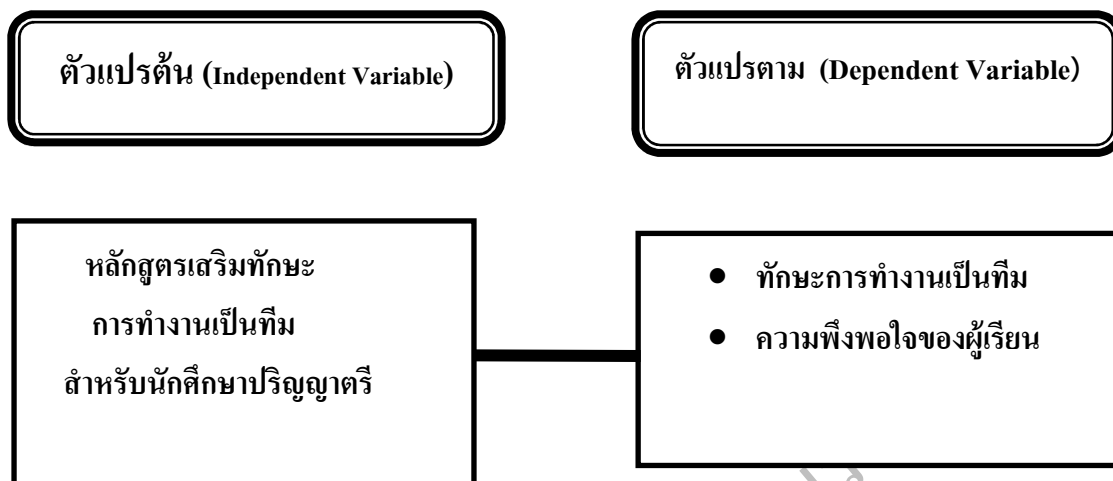 ตัวแปรต้น (Independent Variable)
ตัวแปรตาม (Dependent Variable)
หลักสูตรเสริมทักษะ
การทำงานเป็นทีม
สำหรับนักศึกษาปริญญาตรี
● ทักษะการทำงานเป็นทีม
● ความพึงพอใจของผู้เรียน